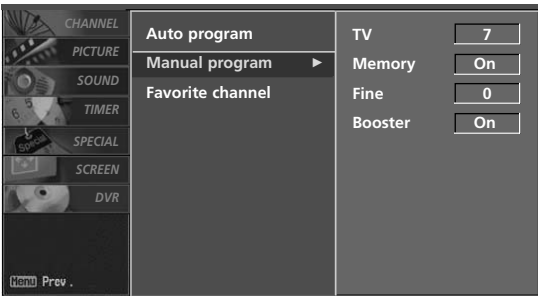 CHANNEL
PICTURE
SOUND
TIMER
SPECIAL
SCREEN
DVR
Menu Prev .
Auto program
Manual program ►
Favorite channel
TV 7
Memory On
Fine 0
Booster On